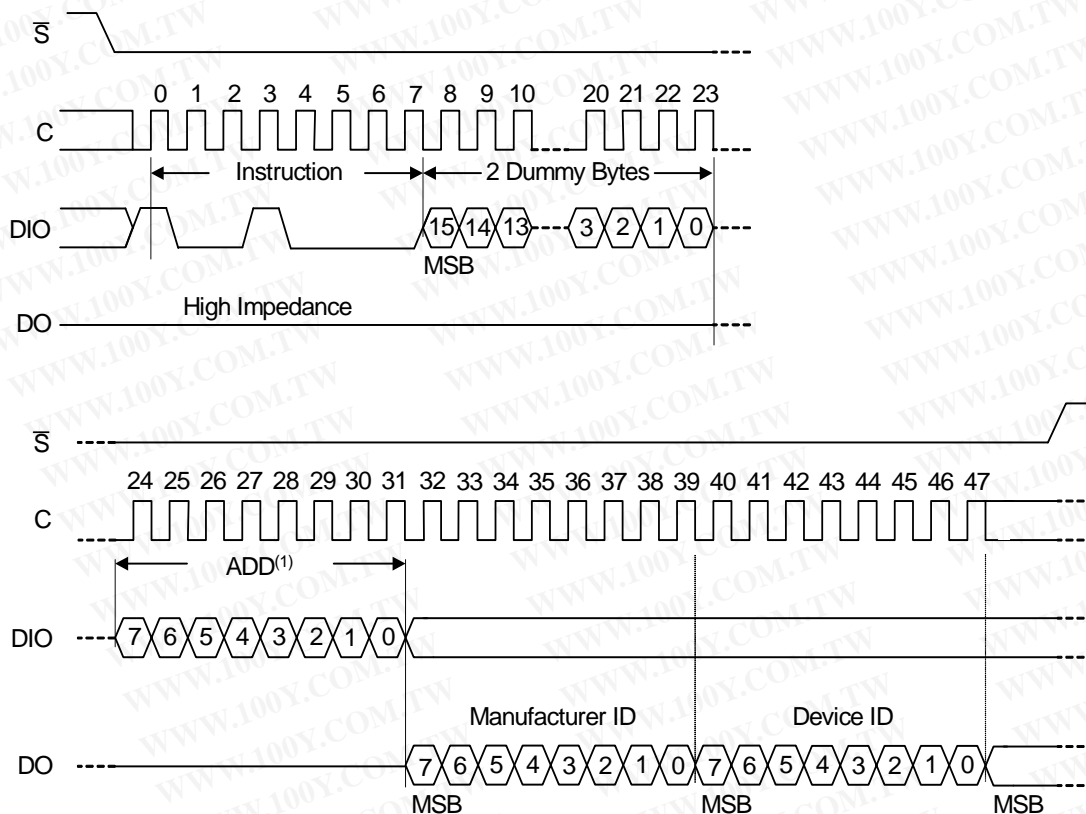 S
0 1 2 3 4 5 6 7 8 9 10 20 21 22 23
C
Instruction 2 Dummy Bytes
DIO 15 14 13 3 2 1 0
MSB
High Impedance
DO
S
24 25 26 27 28 29 30 31 32 33 34 35 36 37 38 39 40 41 42 43 44 45 46 47
C
ADD(1)
DIO 7 6 5 4 3 2 1 0
Manufacturer ID Device ID
DO 7 6 5 4 3 2 1 0 7 6 5 4 3 2 1 0
MSB MSB MSB
WWW.100Y.COM.TW